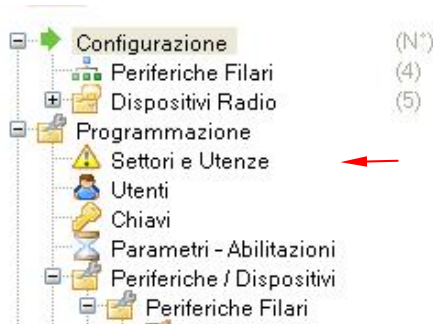 Configurazione (N°)
Periferiche Filari (4)
Dispositivi Radio (5)
Programmazione
Settori e Utenze
Utenti
Chiavi
Parametri - Abilitazioni
Periferiche / Dispositivi
Periferiche Filari